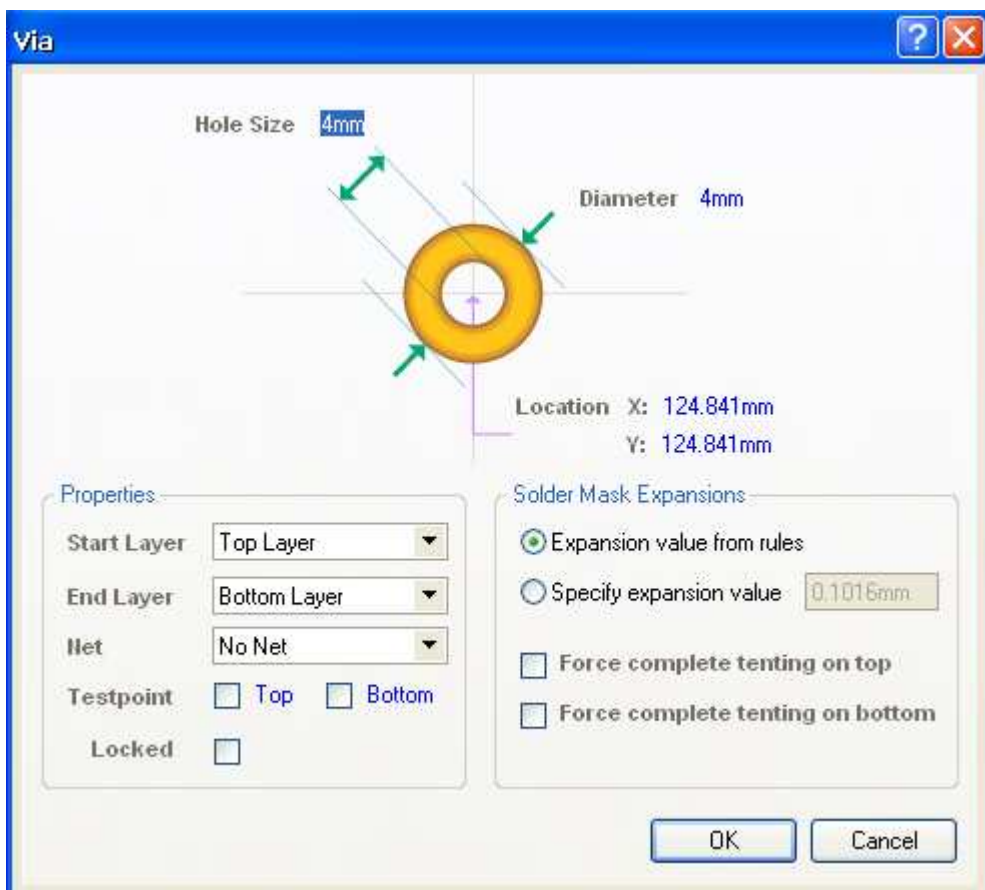 Via
Hole Size 4mm
Diameter 4mm
Location X: 124.841mm
Y: 124.841mm
Properties
Start Layer Top Layer
End Layer Bottom Layer
Net No Net
Testpoint Top Bottom
Locked
Solder Mask Expansions
Expansion value from rules
Specify expansion value 0.1016mm
Force complete tenting on top
Force complete tenting on bottom
OK Cancel